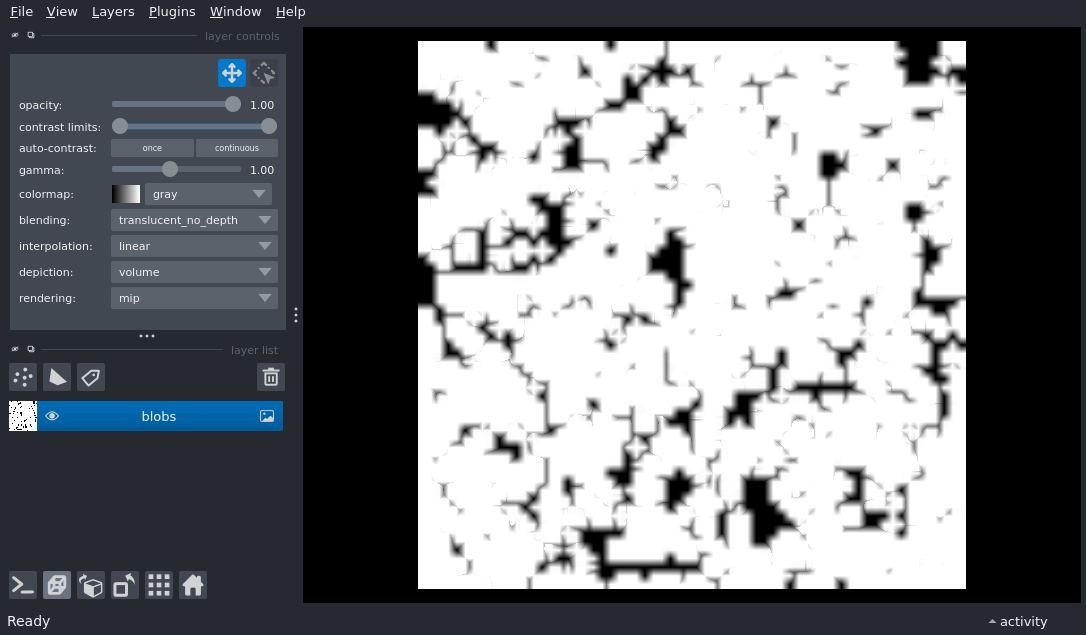 File View Layers Plugins Window Help
layer controls
opacity: 1.00
contrast limits:
auto-contrast: once continuous
gamma: 1.00
colormap: gray
blending: translucent_no_depth
interpolation: linear
depiction: volume
rendering: mip
layer list
blobs
Ready activity